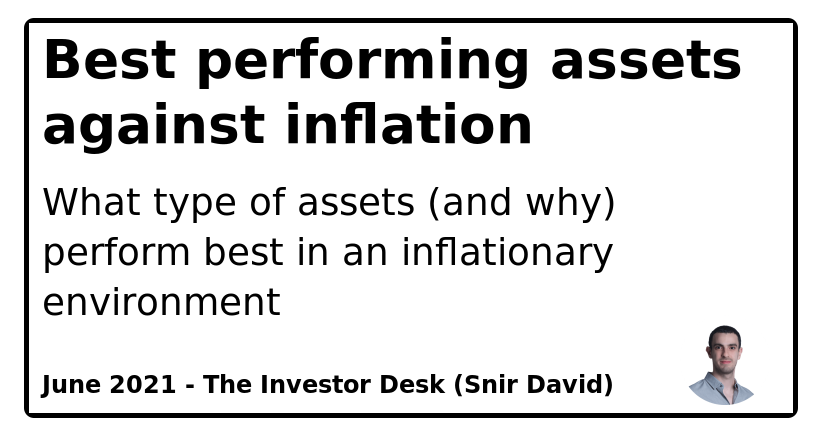 Best performing assets
against inflation
What type of assets (and why)
perform best in an inflationary
environment
June 2021 - The Investor Desk (Snir David)